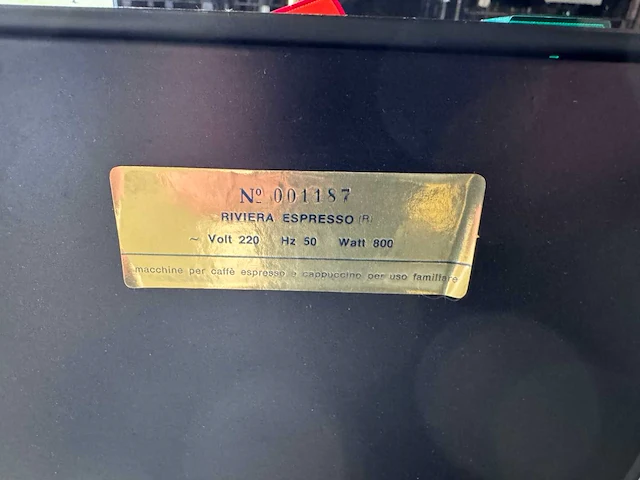 Nº 001187
RIVIERA ESPRESSO (R)
~ Volt 220 Hz 50 Watt 800
macchine per caffè espresso e cappuccino per uso familiare